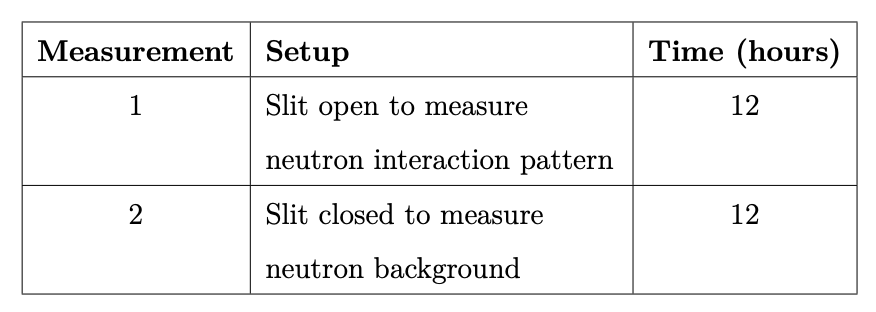 Measurement Setup Time (hours)
1 Slit open to measure 12
neutron interaction pattern
2 Slit closed to measure 12
neutron background